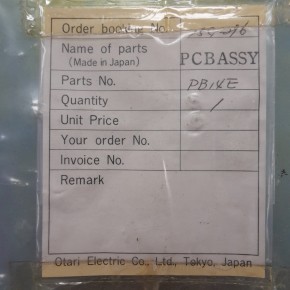 Order booking No.
Name of parts PCBASSY
(Made in Japan)
Parts No. PB14E
Quantity 1
Unit Price
Your order No.
Invoice No.
Remark
Otari Electric Co., Ltd., Tokyo, Japan